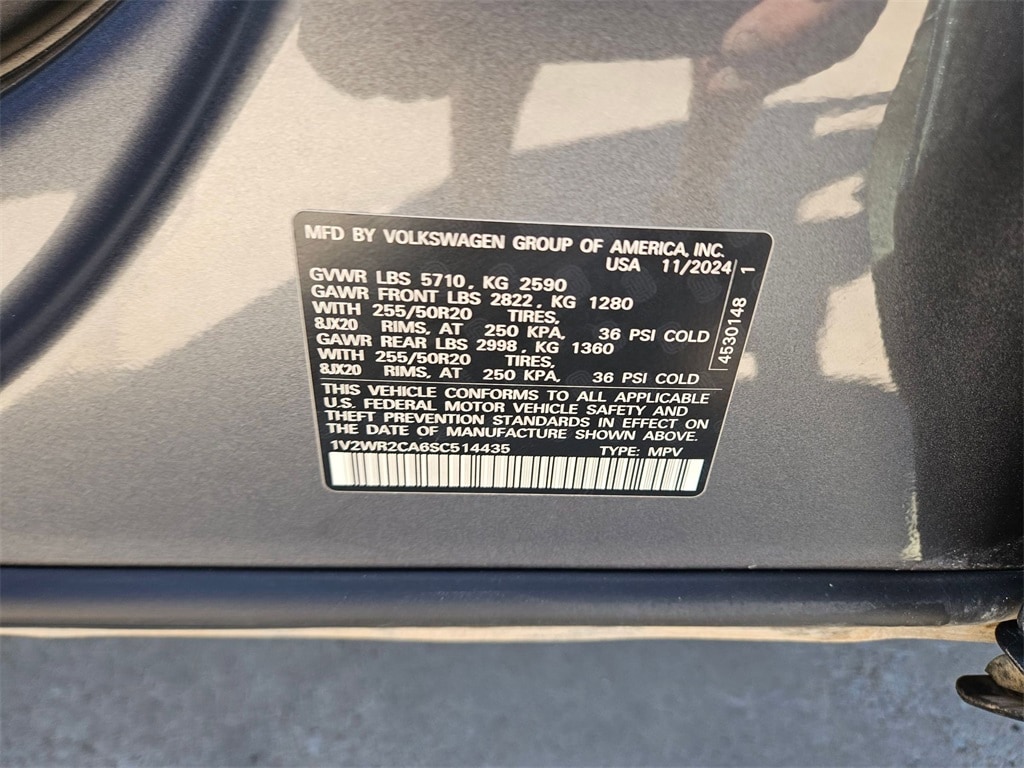 MFD BY VOLKSWAGEN GROUP OF AMERICA, INC.
USA 11/2024
GVWR LBS 5710, KG 2590
GAWR FRONT LBS 2822, KG 1280
WITH 255/50R20 TIRES,
8JX20 RIMS, AT 250 KPA, 36 PSI COLD
GAWR REAR LBS 2998, KG 1360
WITH 255/50R20 TIRES,
8JX20 RIMS, AT 250 KPA, 36 PSI COLD
THIS VEHICLE CONFORMS TO ALL APPLICABLE
U.S. FEDERAL MOTOR VEHICLE SAFETY AND
THEFT PREVENTION STANDARDS IN EFFECT ON
THE DATE OF MANUFACTURE SHOWN ABOVE.
1V2WR2CA6SC514435 TYPE: MPV
4530148 1